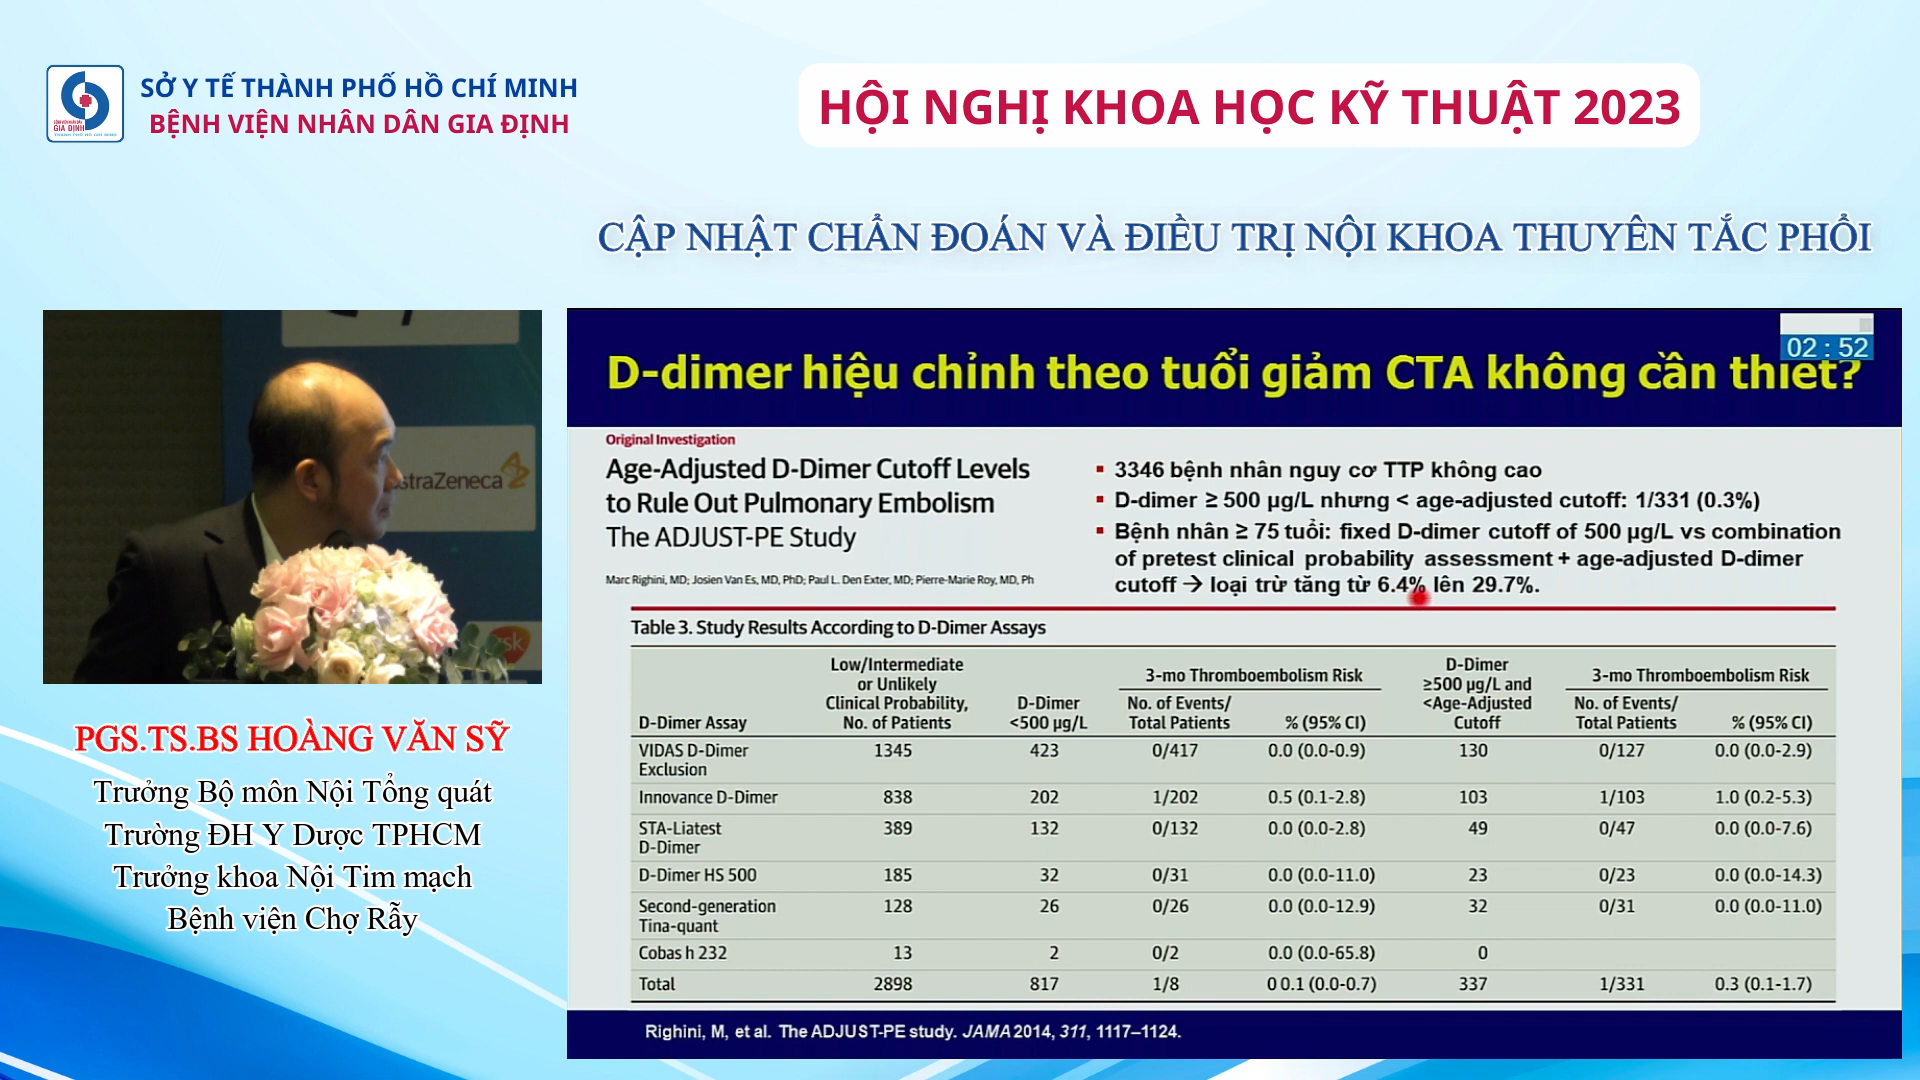 SỞ Y TẾ THÀNH PHỐ HỒ CHÍ MINH
BỆNH VIỆN NHÂN DÂN GIA ĐỊNH
GIA ĐỊNH
HỘI NGHỊ KHOA HỌC KỸ THUẬT 2023
CẬP NHẬT CHẨN ĐOÁN VÀ ĐIỀU TRỊ NỘI KHOA THUYÊN TẮC PHỔI
straZeneca
gsk
PGS.TS.BS HOÀNG VĂN SỸ
Trưởng Bộ môn Nội Tổng quát
Trường ĐH Y Dược TPHCM
Trưởng khoa Nội Tim mạch
Bệnh viện Chợ Rẫy
02 : 52
D-dimer hiệu chỉnh theo tuổi giảm CTA không cần thiết?
Original Investigation
Age-Adjusted D-Dimer Cutoff Levels
to Rule Out Pulmonary Embolism
The ADJUST-PE Study
Marc Righini, MD; Josien Van Es, MD, PhD; Paul L. Den Exter, MD; Pierre-Marie Roy, MD, Ph
▪ 3346 bệnh nhân nguy cơ TTP không cao
▪ D-dimer ≥ 500 µg/L nhưng < age-adjusted cutoff: 1/331 (0.3%)
▪ Bệnh nhân ≥ 75 tuổi: fixed D-dimer cutoff of 500 µg/L vs combination
of pretest clinical probability assessment + age-adjusted D-dimer
cutoff → loại trừ tăng từ 6.4% lên 29.7%.
Table 3. Study Results According to D-Dimer Assays
D-Dimer Assay Low/Intermediate or Unlikely Clinical Probability, No. of Patients D-Dimer <500 µg/L 3-mo Thromboembolism Risk No. of Events/ Total Patients % (95% CI) D-Dimer ≥500 µg/L and <Age-Adjusted Cutoff 3-mo Thromboembolism Risk No. of Events/ Total Patients % (95% CI)
VIDAS D-Dimer Exclusion 1345 423 0/417 0.0 (0.0-0.9) 130 0/127 0.0 (0.0-2.9)
Innovance D-Dimer 838 202 1/202 0.5 (0.1-2.8) 103 1/103 1.0 (0.2-5.3)
STA-Liatest D-Dimer 389 132 0/132 0.0 (0.0-2.8) 49 0/47 0.0 (0.0-7.6)
D-Dimer HS 500 185 32 0/31 0.0 (0.0-11.0) 23 0/23 0.0 (0.0-14.3)
Second-generation Tina-quant 128 26 0/26 0.0 (0.0-12.9) 32 0/31 0.0 (0.0-11.0)
Cobas h 232 13 2 0/2 0.0 (0.0-65.8) 0
Total 2898 817 1/8 0 0.1 (0.0-0.7) 337 1/331 0.3 (0.1-1.7)
Righini, M, et al. The ADJUST-PE study. JAMA 2014, 311, 1117–1124.